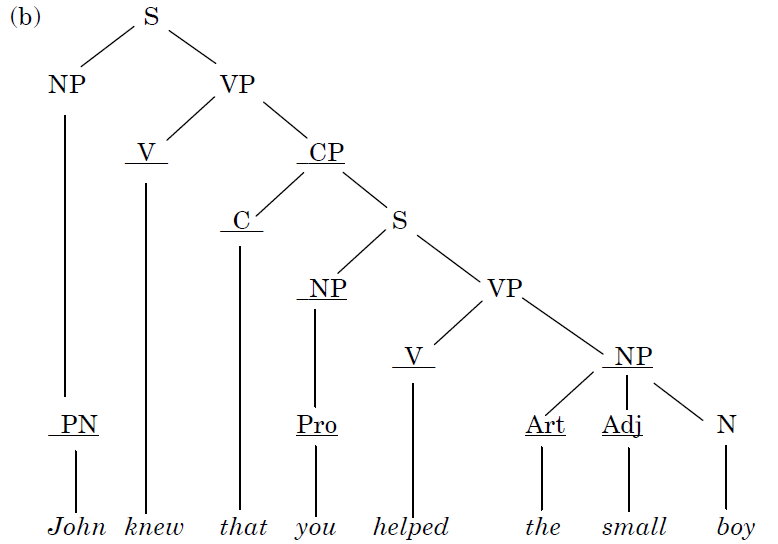 (b) S
NP VP
V CP
C S
NP VP
V NP
PN Pro Art Adj N
John knew that you helped the small boy